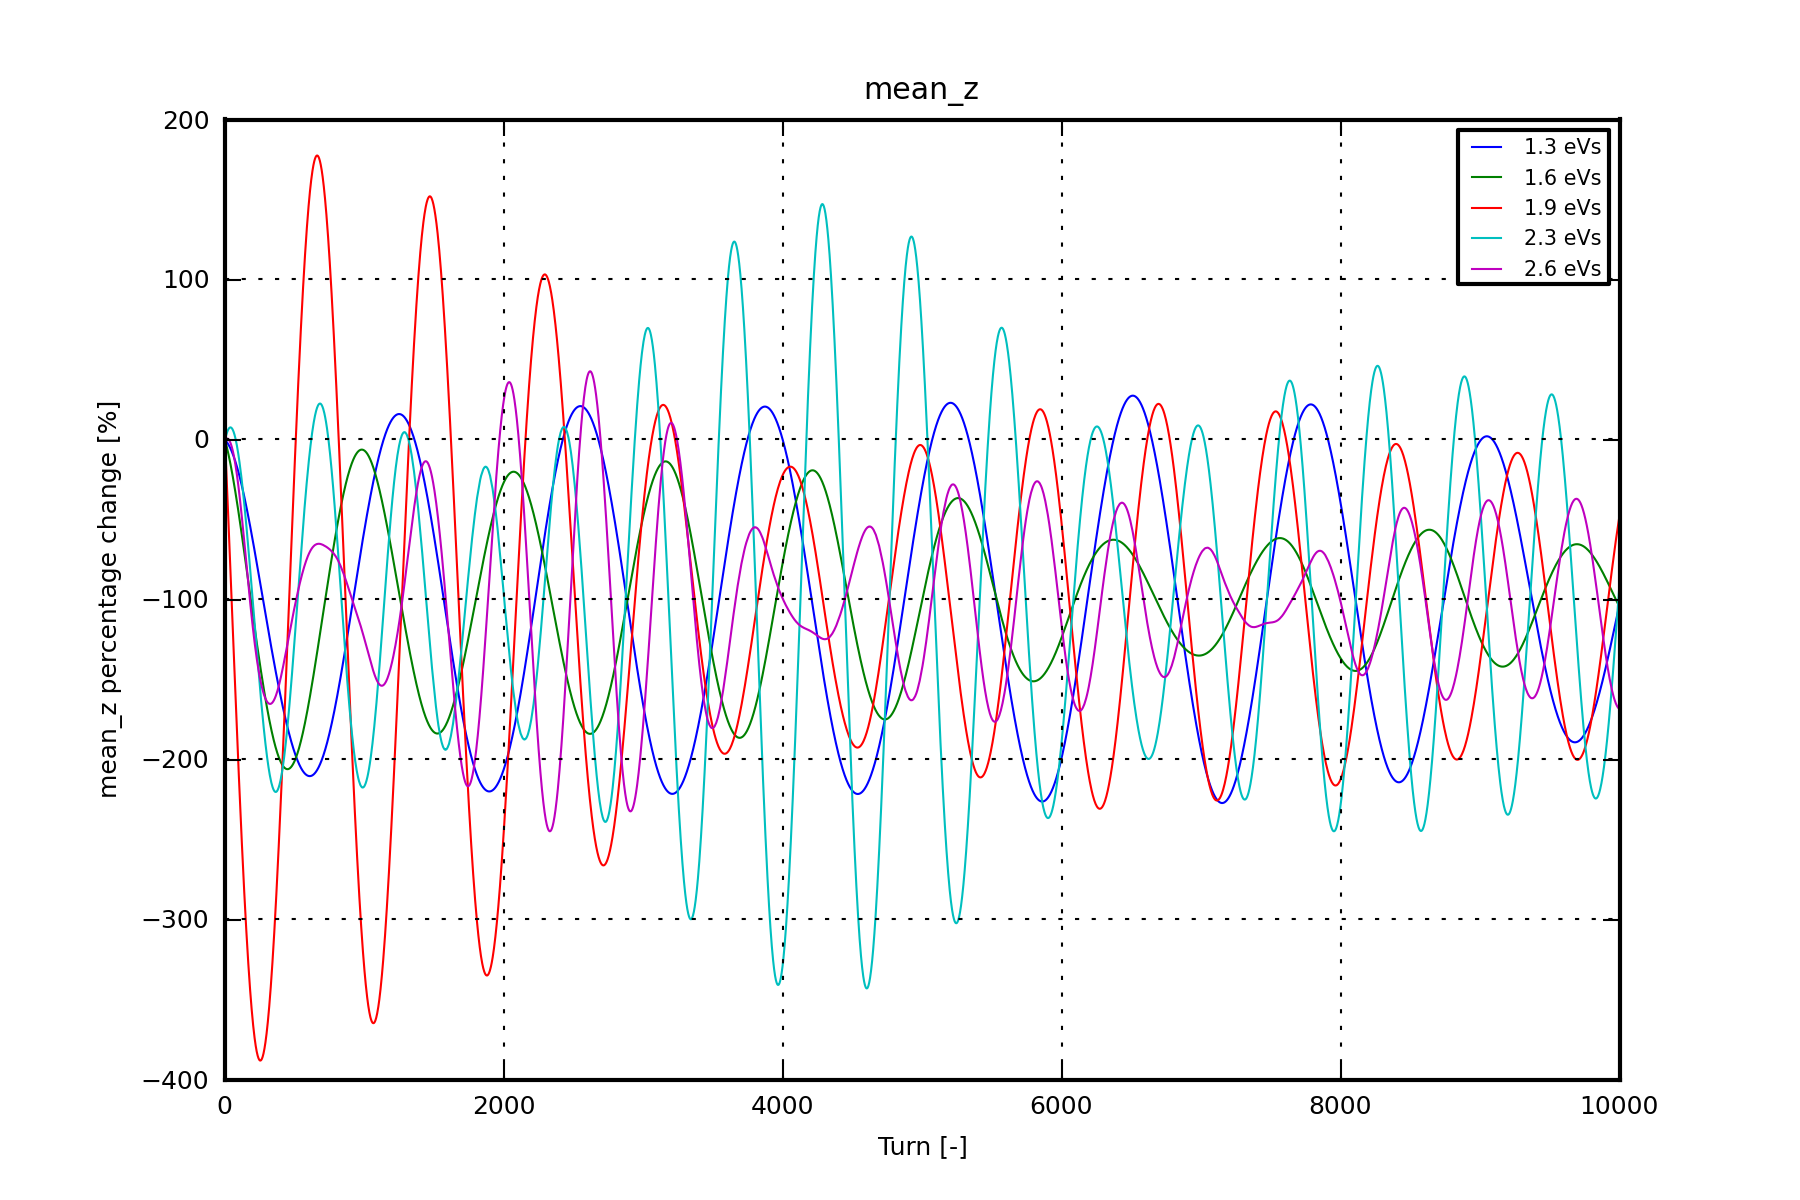 mean_z
200
100
0
−100
−200
−300
−400
mean_z percentage change [%]
1.3 eVs
1.6 eVs
1.9 eVs
2.3 eVs
2.6 eVs
0 2000 4000 6000 8000 10000
Turn [-]